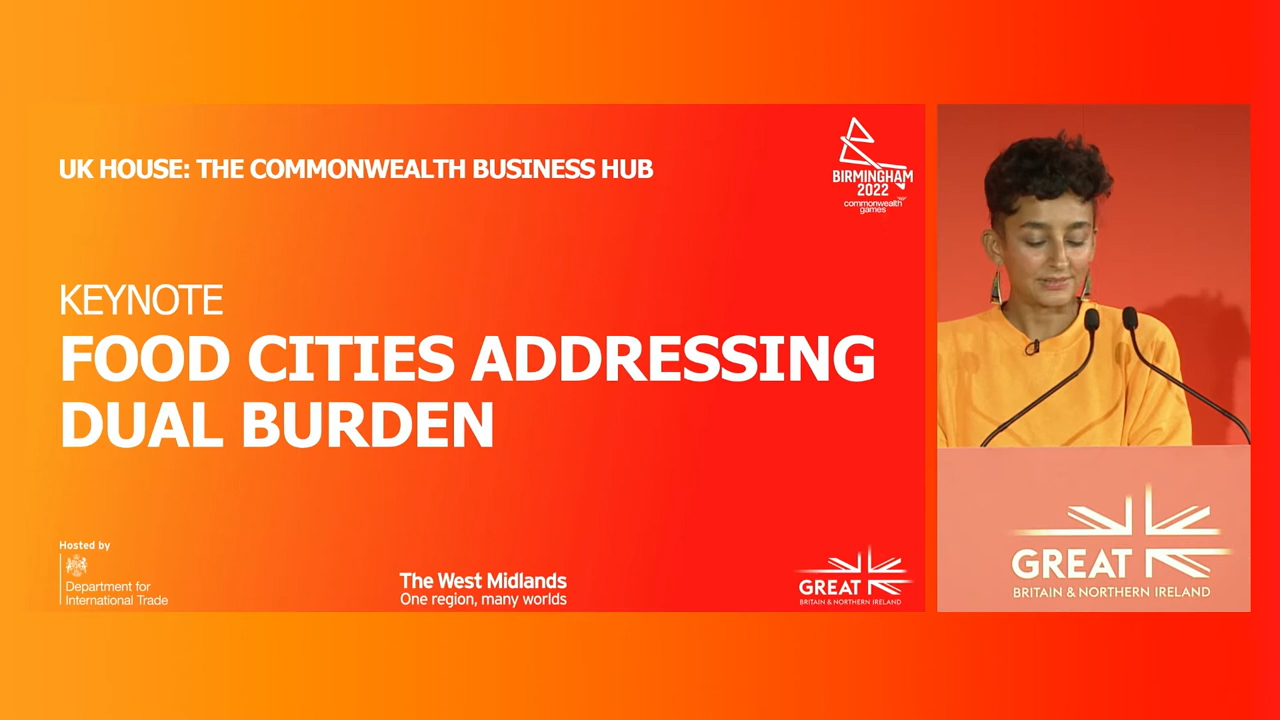 UK HOUSE: THE COMMONWEALTH BUSINESS HUB
BIRMINGHAM
2022
commonwealth
games
KEYNOTE
FOOD CITIES ADDRESSING
DUAL BURDEN
Hosted by
Department for
International Trade
The West Midlands
One region, many worlds
GREAT
BRITAIN & NORTHERN IRELAND
GREAT
BRITAIN & NORTHERN IRELAND